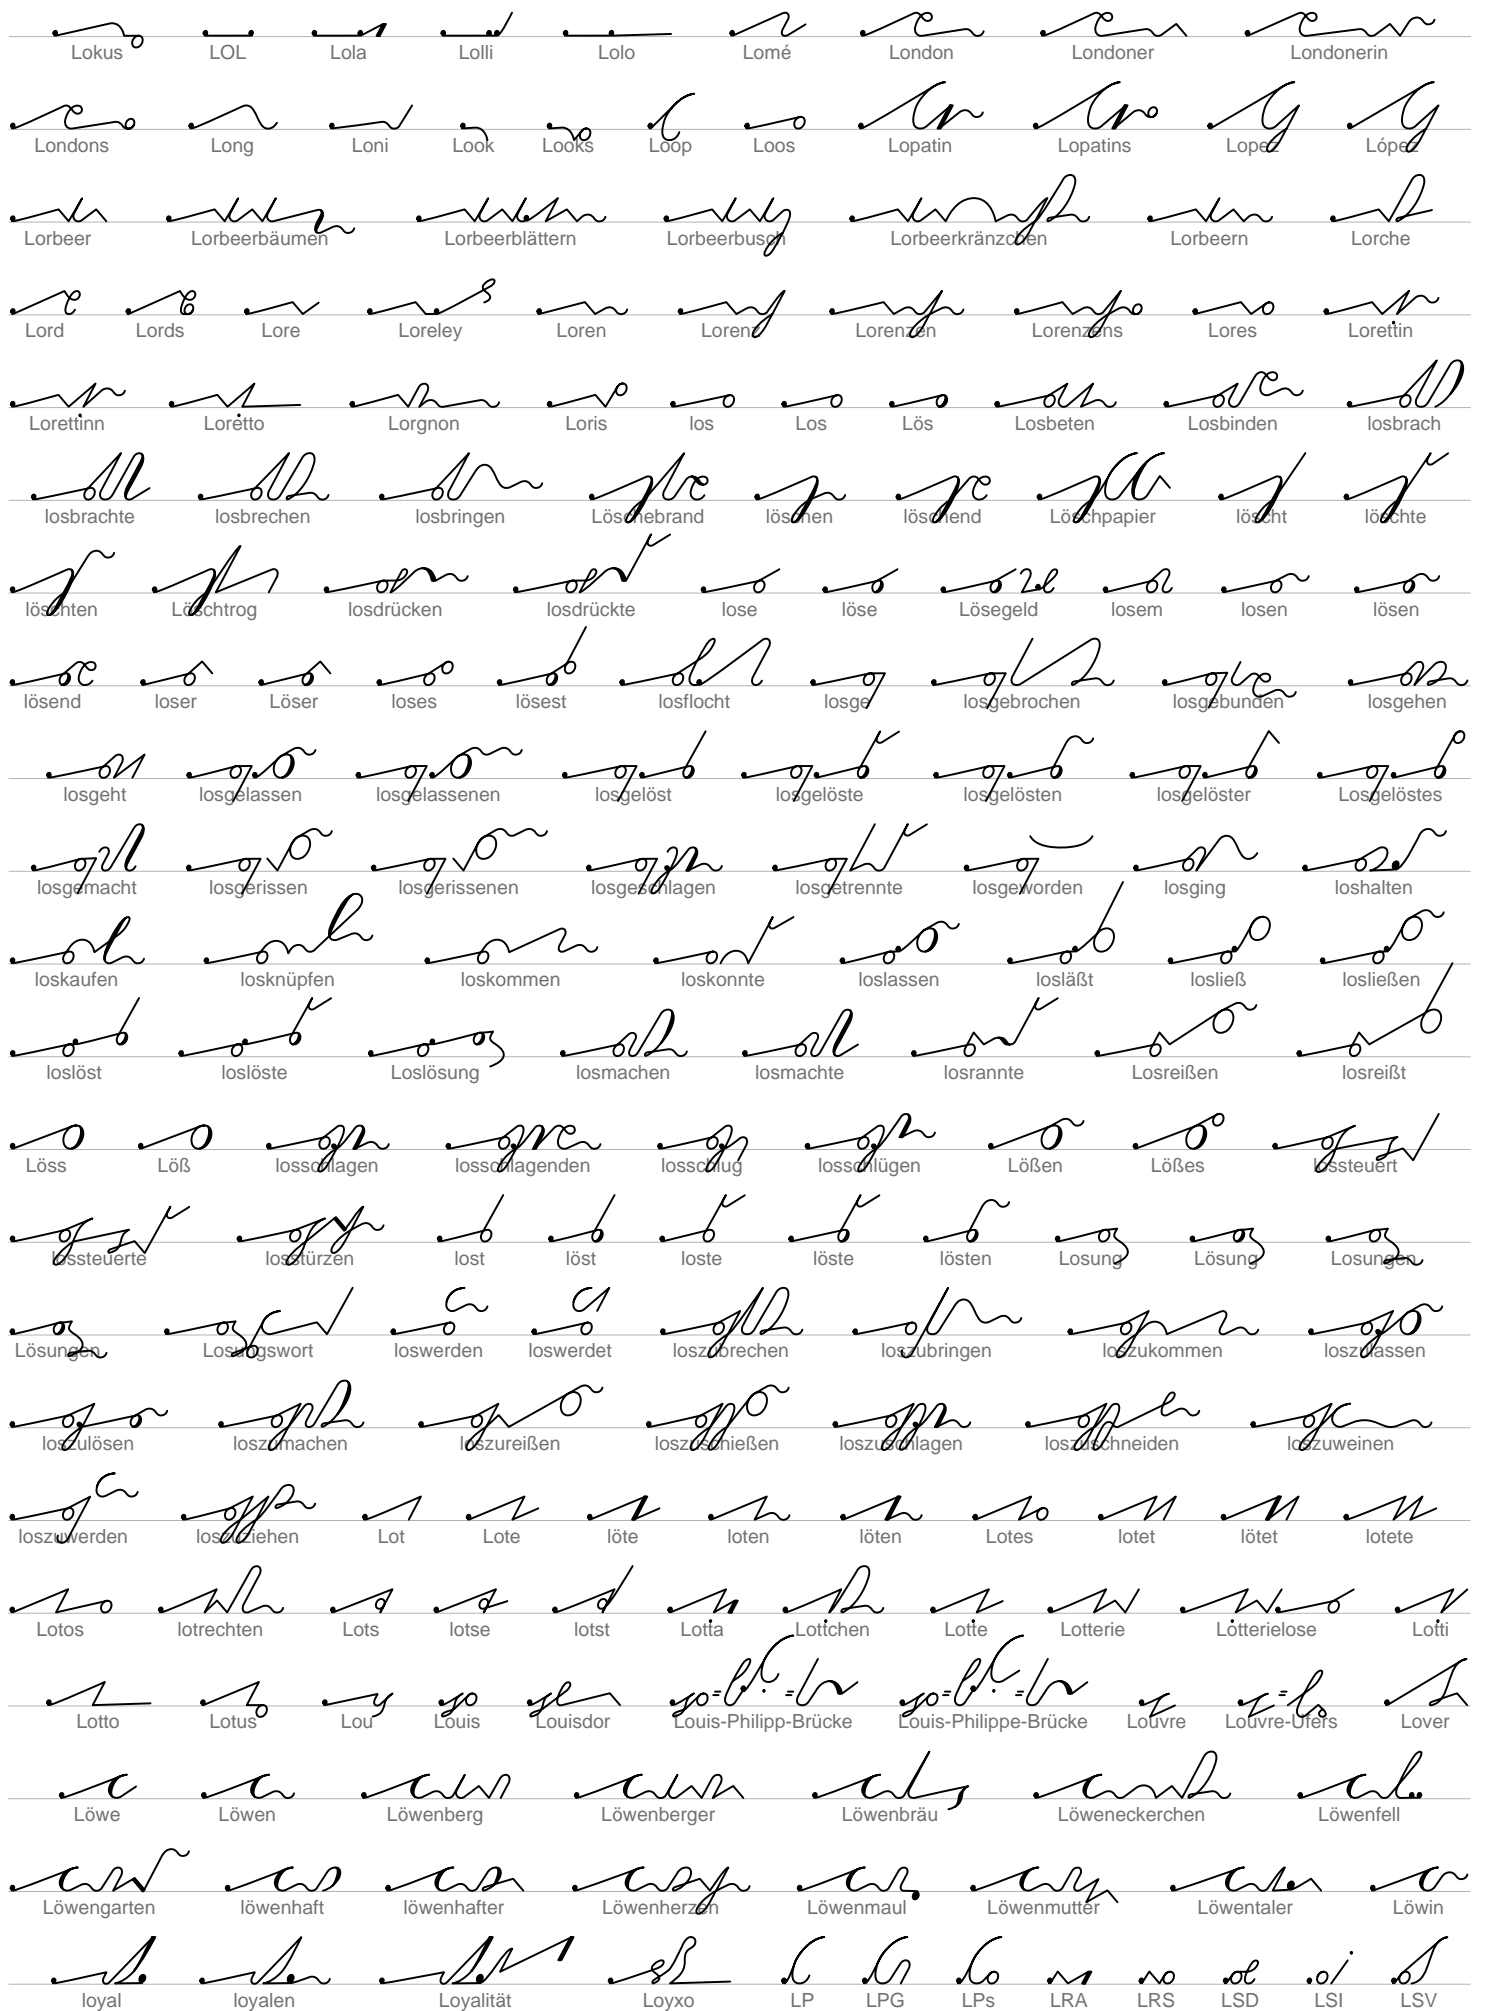 Lokus LOL Lola Lolli Lolo Lomé London Londoner Londonerin
Londons Long Loni Look Looks Loop Loos Lopatin Lopatins Lopez López
Lorbeer Lorbeerbäumen Lorbeerblättern Lorbeerbusch Lorbeerkränzchen Lorbeern Lorche
Lord Lords Lore Loreley Loren Lorenz Lorenzen Lorenzens Lores Lorettin
Lorettinn Loretto Lorgnon Loris los Los Lös Losbeten Losbinden losbrach
losbrachte losbrechen losbringen Löschebrand löschen löschend Löschpapier löscht löschte
löschten Löschtrog losdrücken losdrückte lose löse Lösegeld losem losen lösen
lösend loser Löser loses lösest losflocht losge losgebrochen losgebunden losgehen
losgeht losgelassen losgelassenen losgelöst losgelöste losgelösten losgelöster Losgelöstes
losgemacht losgerissen losgerissenen losgeschlagen losgetrennte losgeworden losging loshalten
loskaufen losknüpfen loskommen loskonnte loslassen losläßt losließ losließen
loslöst loslöste Loslösung losmachen losmachte losrannte Losreißen losreißt
Löss Löß losschlagen losschlagenden losschlug losschlügen Lößen Lößes lossteuert
lossteuerte losstürzen lost löst loste löste lösten Losung Lösung Losungen
Lösungen Losungswort loswerden loswerdet loszubrechen loszubringen loszukommen loszulassen
loszulösen loszumachen loszureißen loszuschießen loszuschlagen loszuschneiden loszuweinen
loszuwerden loszuziehen Lot Lote löte loten löten Lotes lotet lötet lotete
Lotos lotrechten Lots lotse lotst Lotta Lottchen Lotte Lotterie Lotterielose Lotti
Lotto Lotus Lou Louis Louisdor Louis-Philipp-Brücke Louis-Philippe-Brücke Louvre Louvre-Ufers Lover
Löwe Löwen Löwenberg Löwenberger Löwenbräu Löweneckerchen Löwenfell
Löwengarten löwenhaft löwenhafter Löwenherzen Löwenmaul Löwenmutter Löwentaler Löwin
loyal loyalen Loyalität Loyxo LP LPG LPs LRA LRS LSD LSI LSV